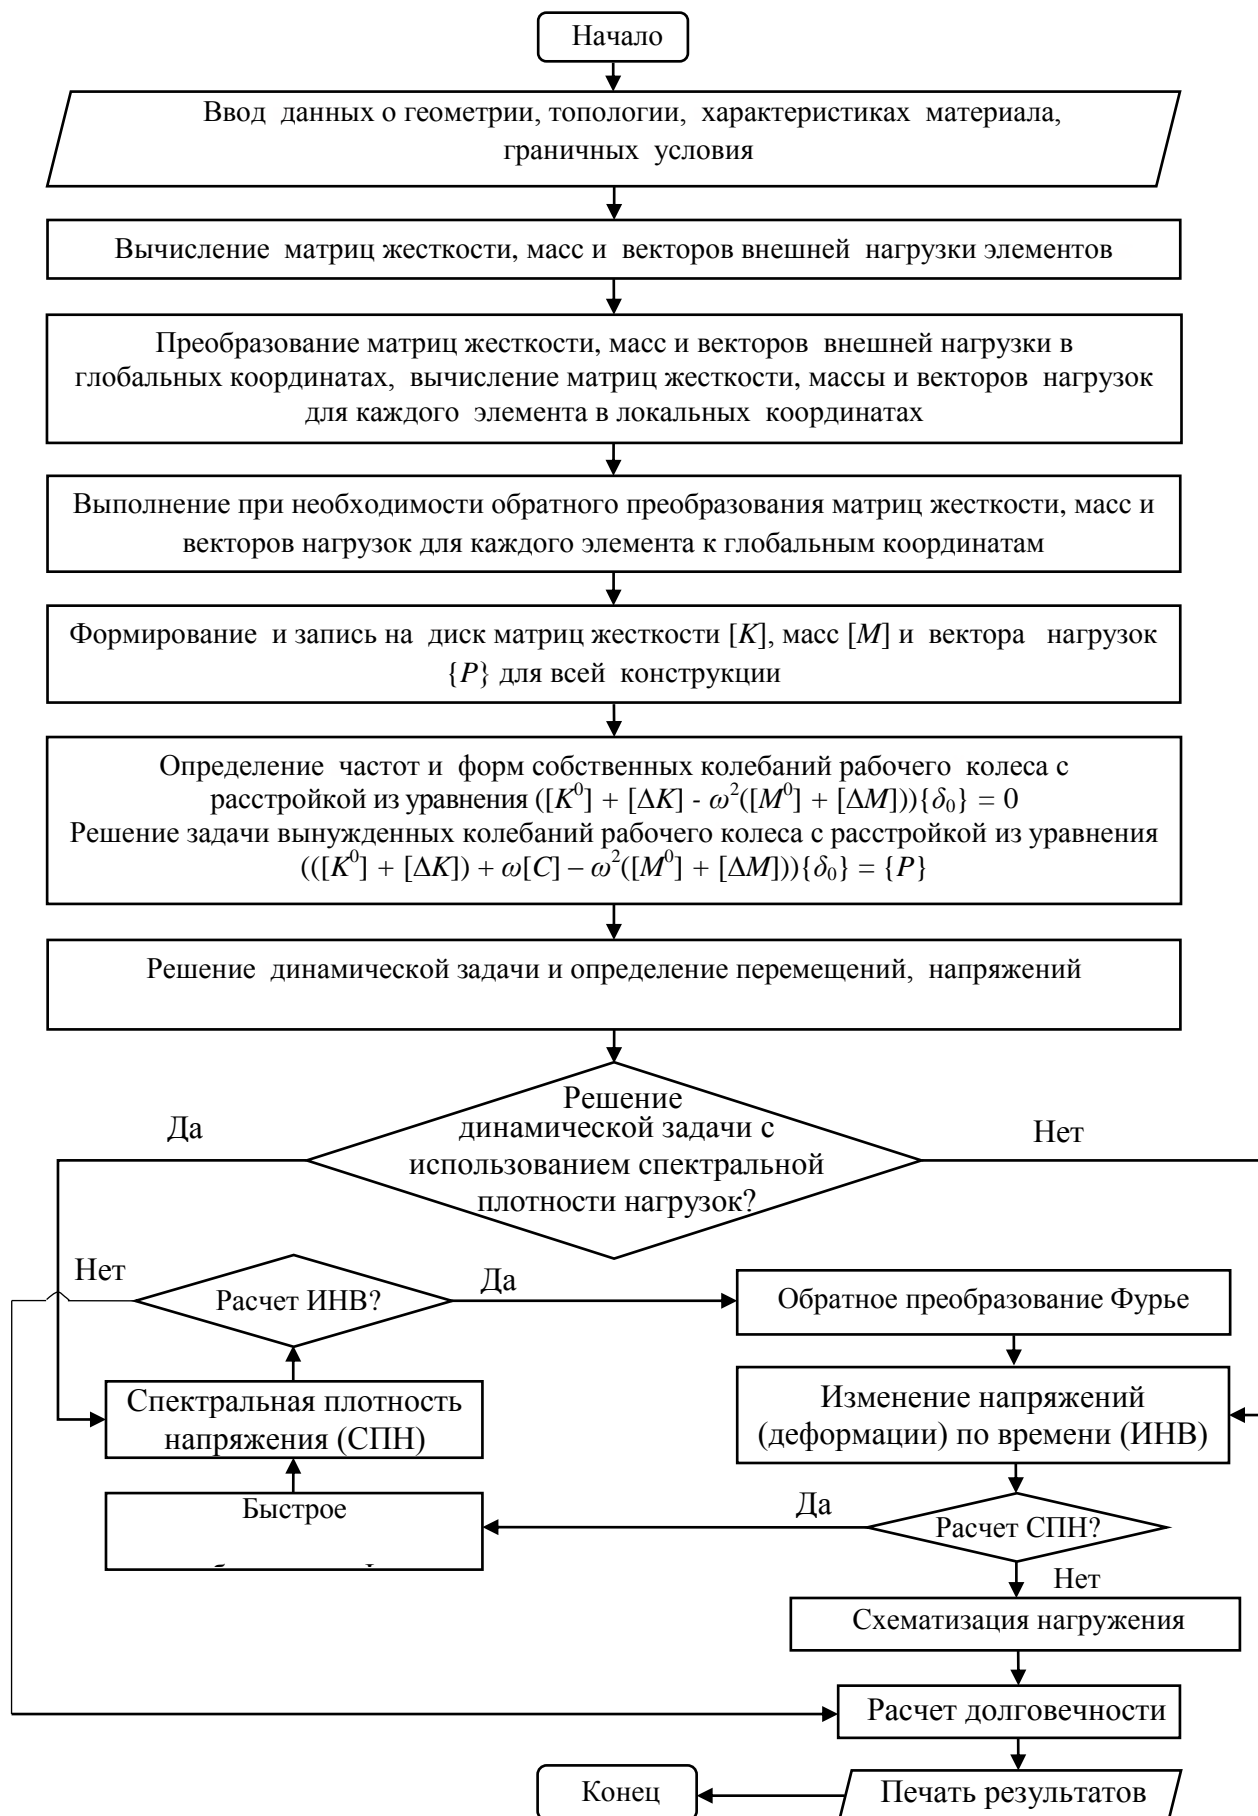 Начало
Ввод данных о геометрии, топологии, характеристиках материала,
граничных условия
Вычисление матриц жесткости, масс и векторов внешней нагрузки элементов
Преобразование матриц жесткости, масс и векторов внешней нагрузки в
глобальных координатах, вычисление матриц жесткости, массы и векторов нагрузок
для каждого элемента в локальных координатах
Выполнение при необходимости обратного преобразования матриц жесткости, масс и
векторов нагрузок для каждого элемента к глобальным координатам
Формирование и запись на диск матриц жесткости [K], масс [M] и вектора нагрузок
{P} для всей конструкции
Определение частот и форм собственных колебаний рабочего колеса с
расстройкой из уравнения ([K⁰] + [ΔK] - ω²([M⁰] + [ΔM])){δ₀} = 0
Решение задачи вынужденных колебаний рабочего колеса с расстройкой из уравнения
(([K⁰] + [ΔK]) + ω[C] – ω²([M⁰] + [ΔM])){δ₀} = {P}
Решение динамической задачи и определение перемещений, напряжений
Решение
динамической задачи с
использованием спектральной
плотности нагрузок?
Да
Нет
Нет
Расчет ИНВ?
Да
Обратное преобразование Фурье
Спектральная плотность
напряжения (СПН)
Изменение напряжений
(деформации) по времени (ИНВ)
Быстрое
Да
Расчет СПН?
Нет
Схематизация нагружения
Расчет долговечности
Конец
Печать результатов